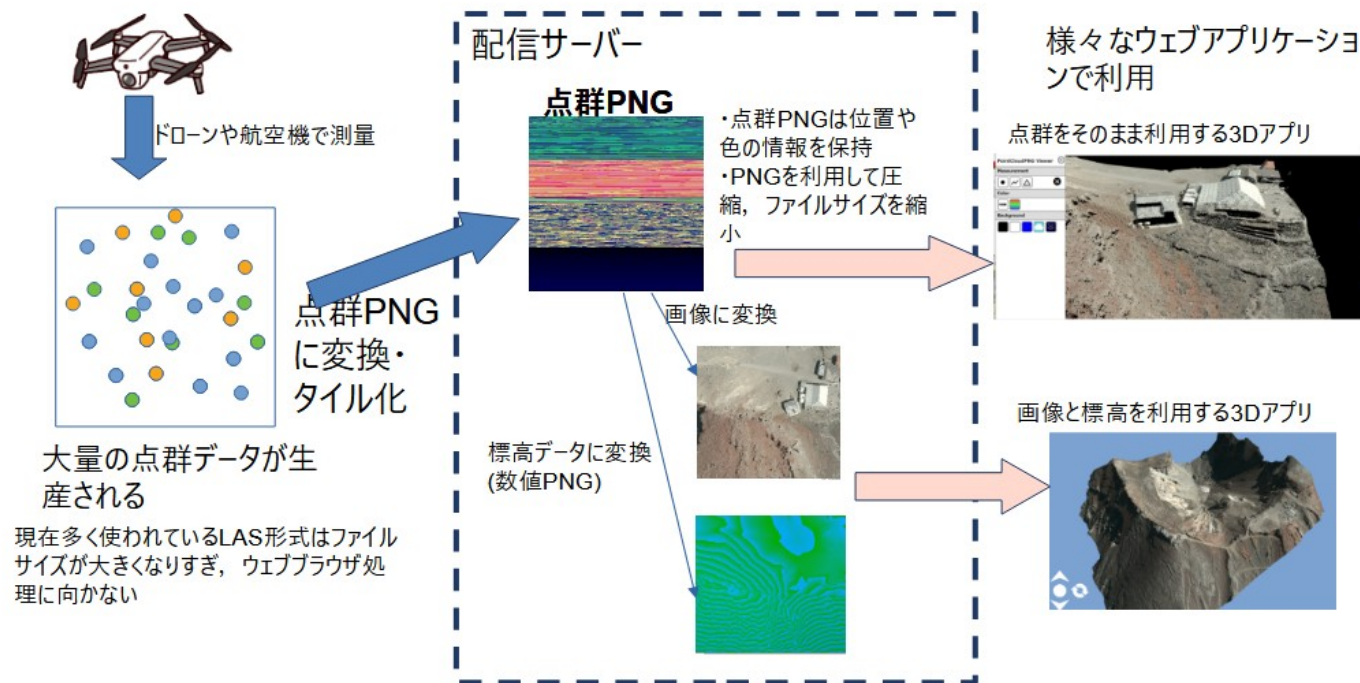 ドローンや航空機で測量
大量の点群データが生
産される
現在多く使われているLAS形式はファイル
サイズが大きくなりすぎ，ウェブブラウザ処
理に向かない
点群PNG
に変換・
タイル化
配信サーバー
点群PNG
・点群PNGは位置や
色の情報を保持
・PNGを利用して圧
縮，ファイルサイズを縮
小
画像に変換
標高データに変換
(数値PNG)
様々なウェブアプリケーショ
ンで利用
点群をそのまま利用する3Dアプリ
PointCloudPNG Viewer
Measurement
Color
Background
画像と標高を利用する3Dアプリ